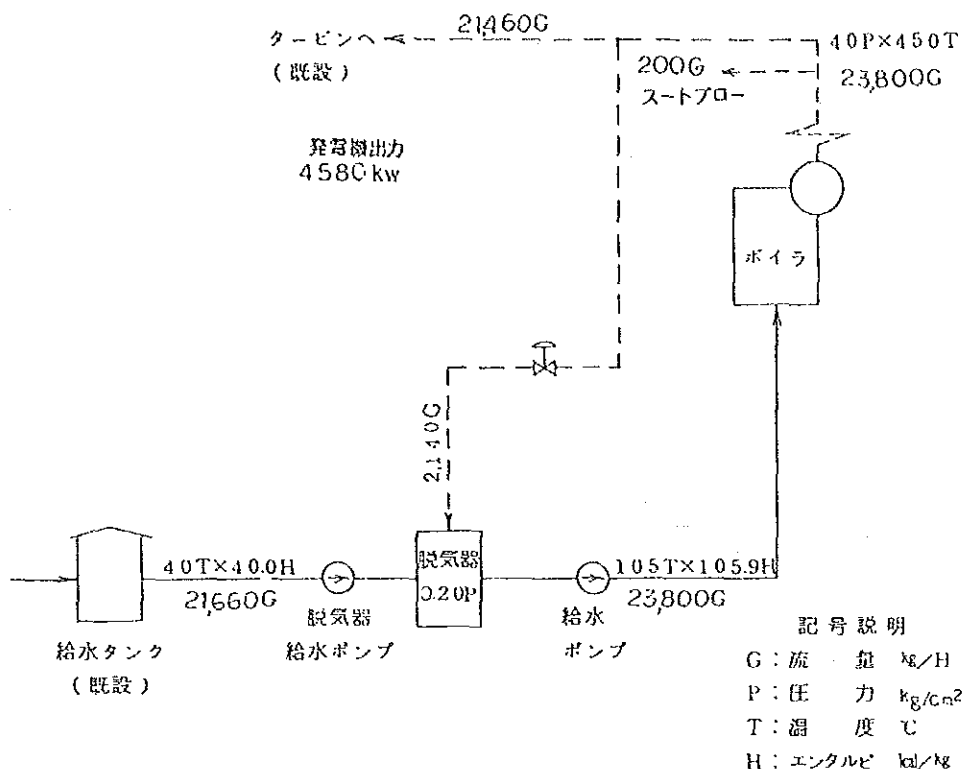 21,460G
タービンへ
(既設)
40P×450T
200G
23,800G
スートブロー
発電機出力
4580kw
ボイラ
2,140G
脱気器
0.20P
40T×40.0H
21,660G
脱気器
給水ポンプ
105T×105.9H
23,800G
給水
ポンプ
給水タンク
(既設)
記号説明
G:流 量 kg/H
P:圧 力 kg/cm²
T:温 度 ℃
H:エンタルピ kcal/kg